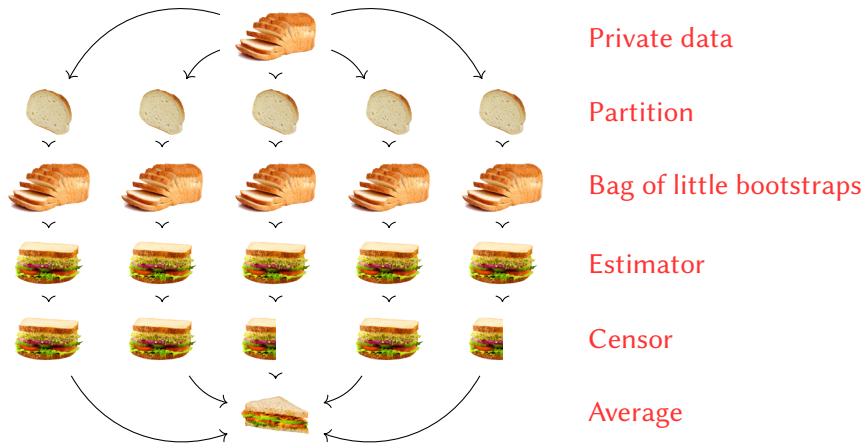 Private data
Partition
Bag of little bootstraps
Estimator
Censor
Average